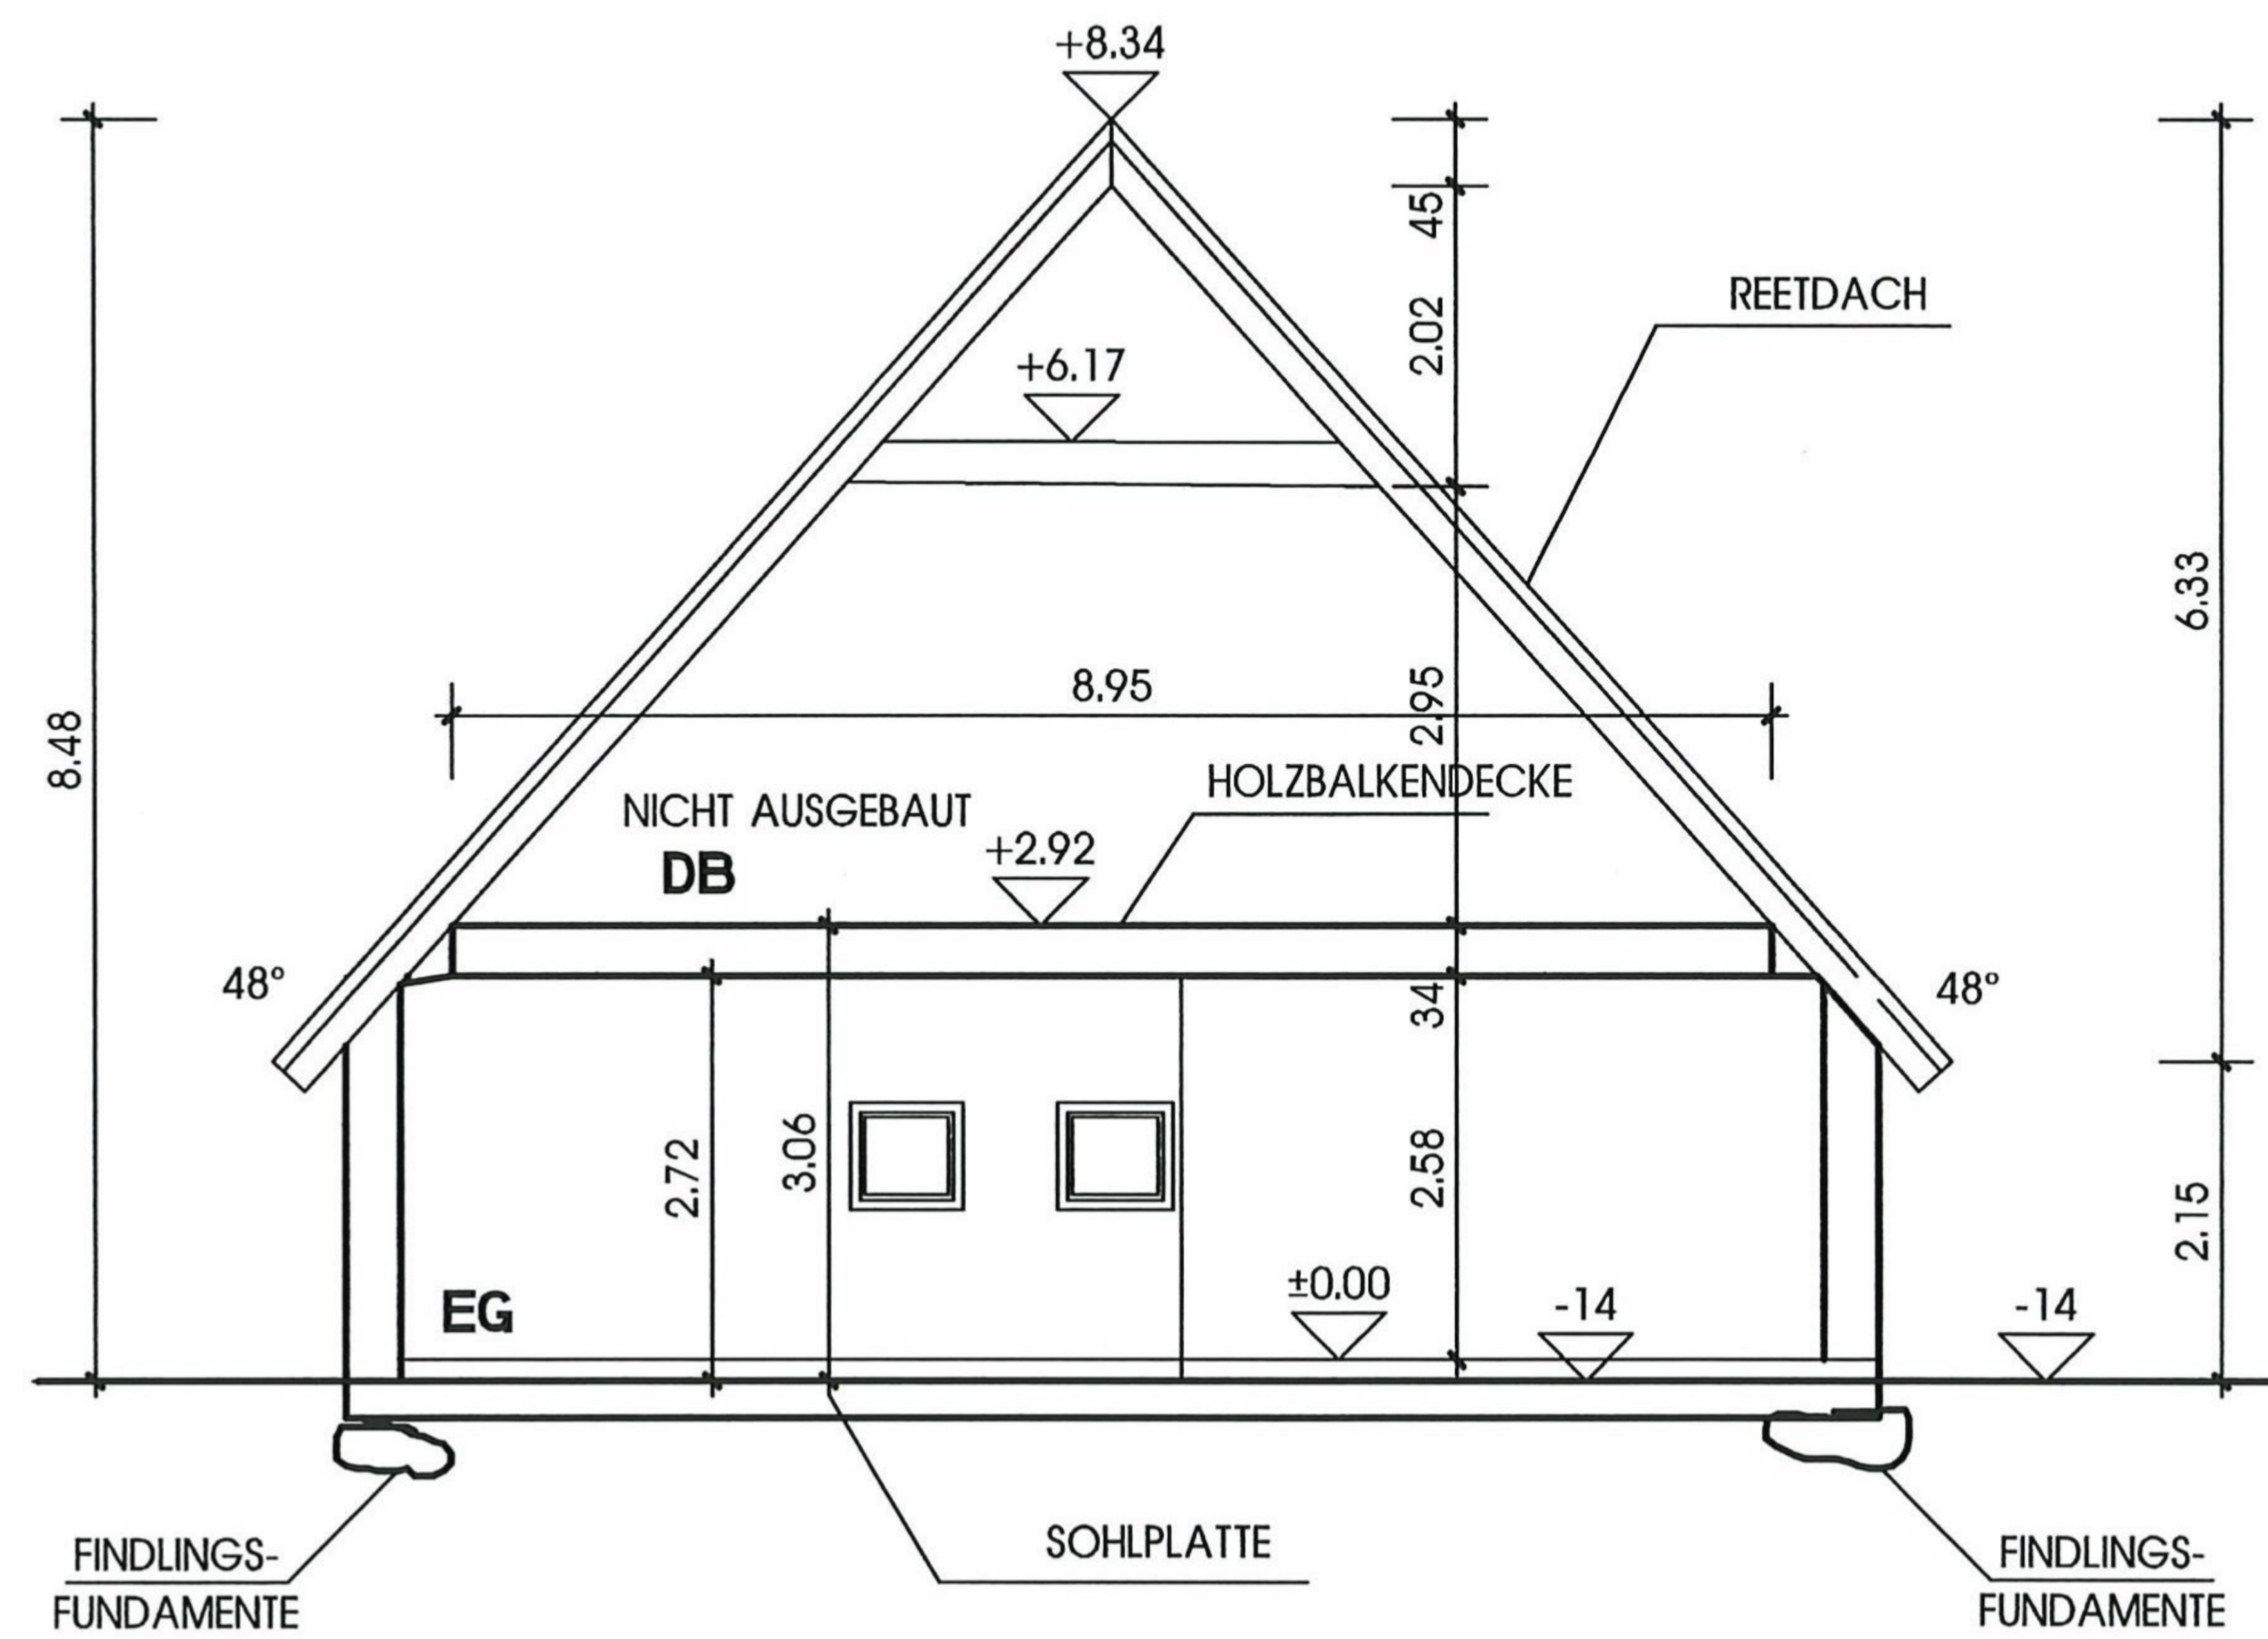 +8.34
45
REETDACH
2.02
+6.17
6.33
8.95
2.95
8.48
HOLZBALKENDECKE
NICHT AUSGEBAUT
+2.92
DB
48°
48°
34
2.72
3.06
2.58
2.15
±0.00
-14
-14
EG
SOHLPLATTE
FINDLINGS-
FUNDAMENTE
FINDLINGS-
FUNDAMENTE